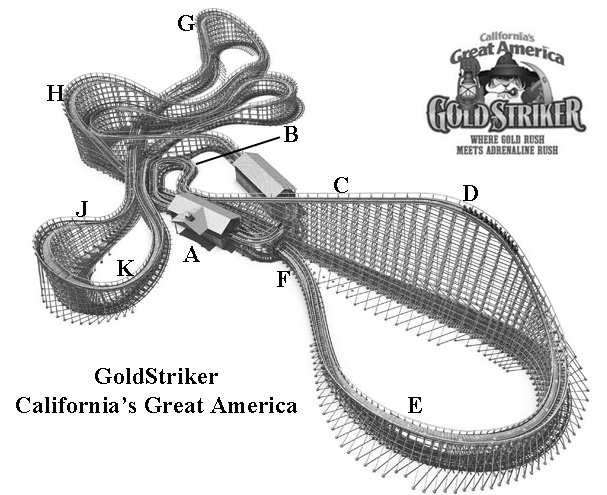 California's
Great America
GOLDSTRIKER
WHERE GOLD RUSH
MEETS ADRENALINE RUSH
G
H
B
C
D
J
A
K
F
E
GoldStriker
California's Great America